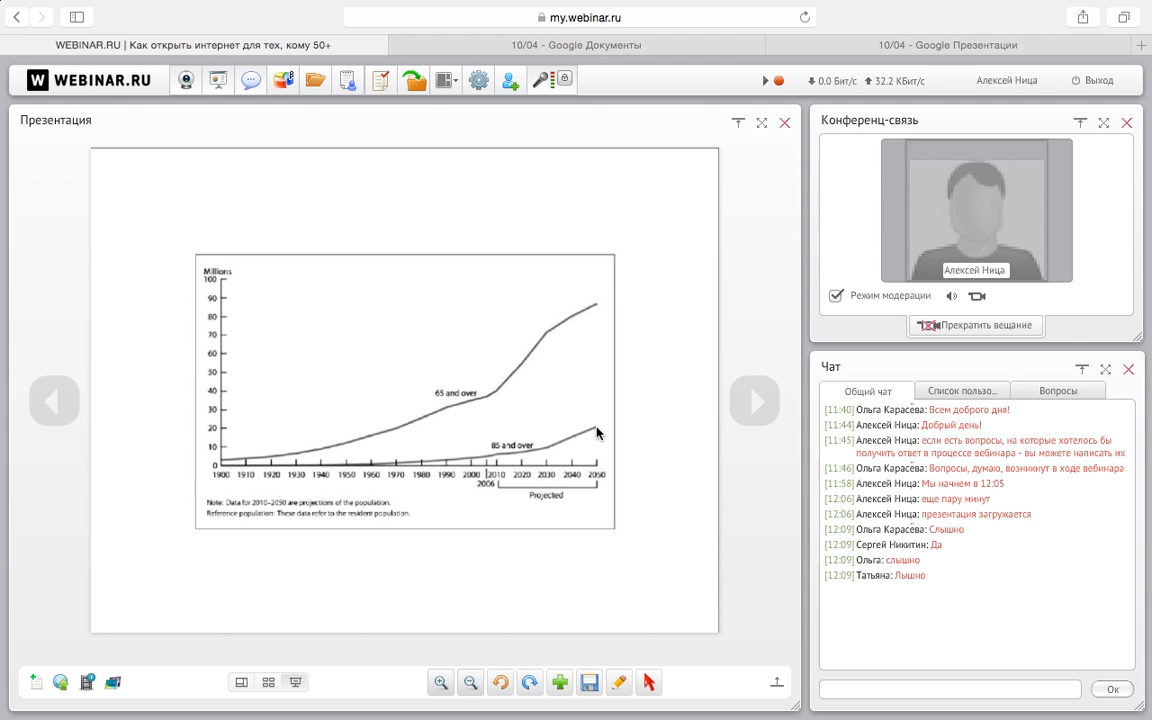 my.webinar.ru
WEBINAR.RU | Как открыть интернет для тех, кому 50+
10/04 - Google Документы
10/04 - Google Презентации
W WEBINAR.RU
0.0 Бит/с
32.2 КБит/с
Алексей Ница
Выход
Презентация
Millions
100
90
80
70
60
50
40
30
20
10
0
65 and over
85 and over
1900 1910 1920 1930 1940 1950 1960 1970 1980 1990 2000 2010 2020 2030 2040 2050
2006
Projected
Note: Data for 2010–2050 are projections of the population.
Reference population: These data refer to the resident population.
Конференц-связь
Алексей Ница
Режим модерации
Прекратить вещание
Чат
Общий чат
Список пользо...
Вопросы
[11:40] Ольга Карасёва: Всем доброго дня!
[11:44] Алексей Ница: Добрый день!
[11:45] Алексей Ница: если есть вопросы, на которые хотелось бы
получить ответ в процессе вебинара - вы можете написать их
[11:46] Ольга Карасёва: Вопросы, думаю, возникнут в ходе вебинара
[11:58] Алексей Ница: Мы начнем в 12:05
[12:06] Алексей Ница: еще пару минут
[12:06] Алексей Ница: презентация загружается
[12:09] Ольга Карасёва: Слышно
[12:09] Сергей Никитин: Да
[12:09] Ольга: слышно
[12:09] Татьяна: Лышно
Ок